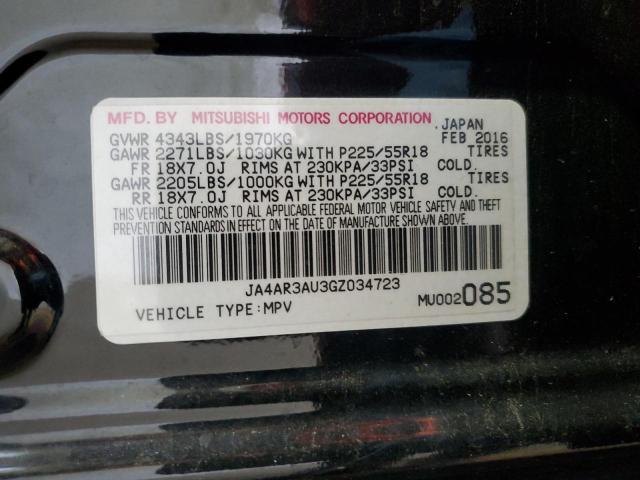 MFD. BY MITSUBISHI MOTORS CORPORATION JAPAN
GVWR 4343LBS/1970KG FEB 2016
GAWR 2271LBS/1030KG WITH P225/55R18 TIRES
FR 18X7.0J RIMS AT 230KPA/33PSI COLD.
GAWR 2205LBS/1000KG WITH P225/55R18 TIRES
RR 18X7.0J RIMS AT 230KPA/33PSI COLD.
THIS VEHICLE CONFORMS TO ALL APPLICABLE FEDERAL MOTOR VEHICLE SAFETY AND THEFT
PREVENTION STANDARDS IN EFFECT ON THE DATE OF MANUFACTURE SHOWN ABOVE.
JA4AR3AU3GZ034723
VEHICLE TYPE:MPV MU002085